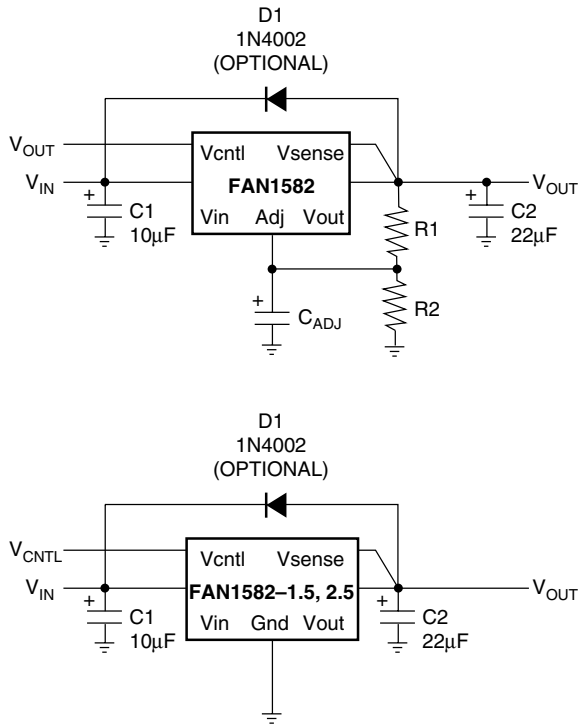 D1
1N4002
(OPTIONAL)
VOUT
Vcntl Vsense
VIN
FAN1582
VOUT
+
C1
10µF
Vin Adj Vout
R1
+
C2
22µF
+
CADJ
R2
D1
1N4002
(OPTIONAL)
VCNTL
Vcntl Vsense
VIN
FAN1582–1.5, 2.5
VOUT
+
C1
10µF
Vin Gnd Vout
+
C2
22µF